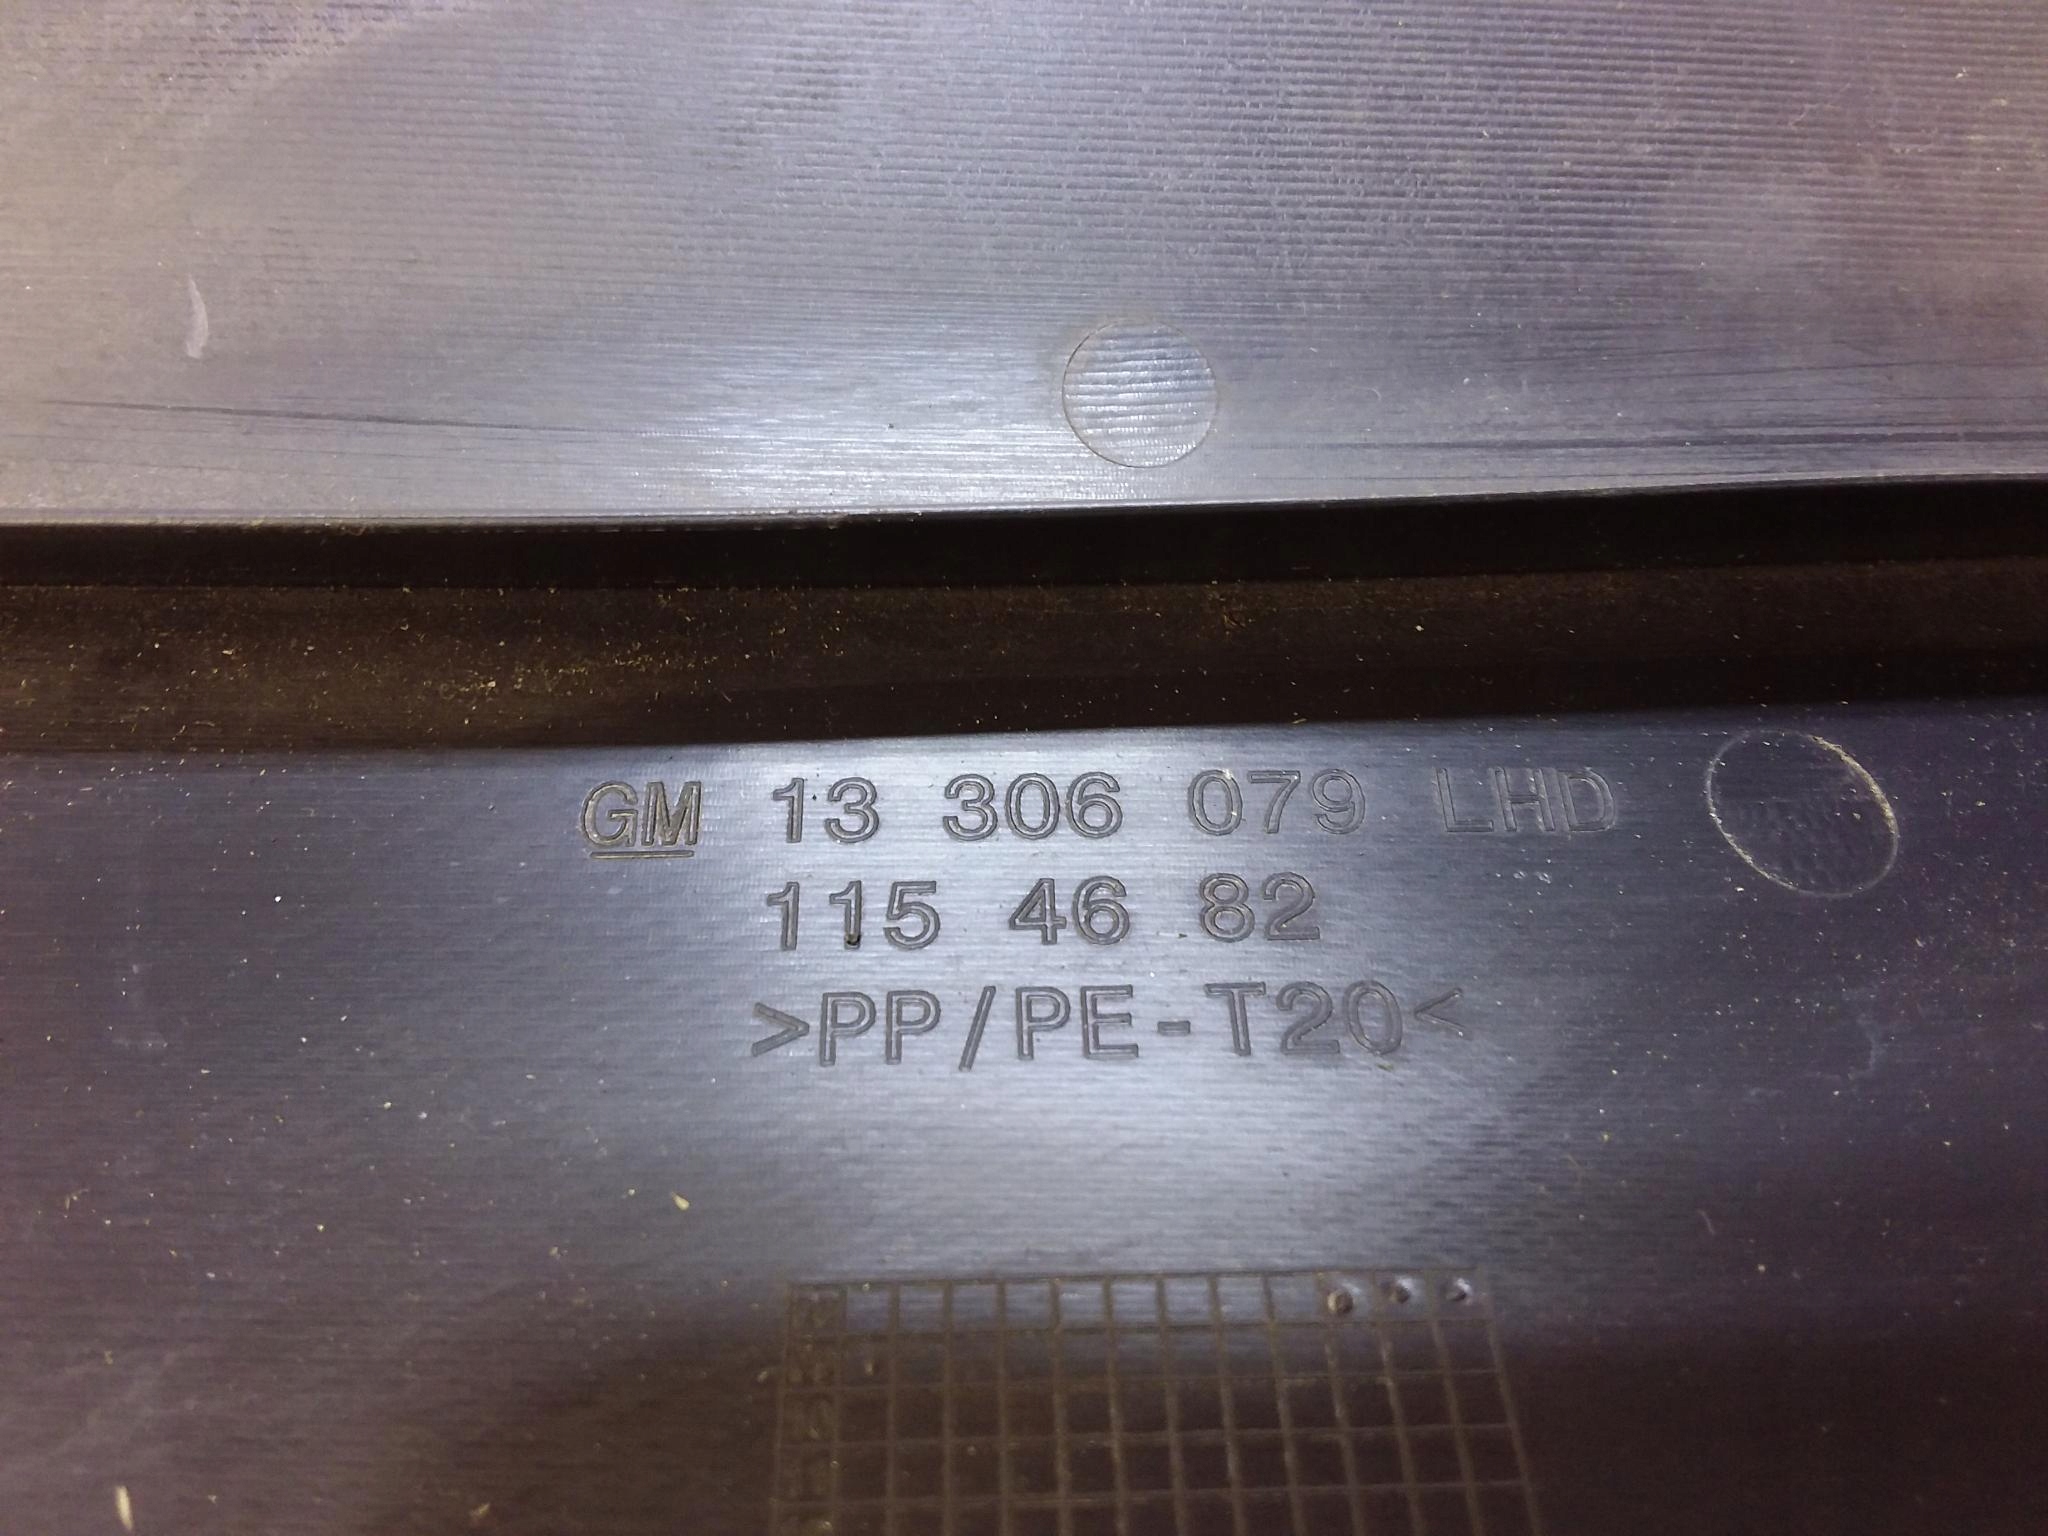 GM 13 306 079 LHD
115 46 82
>PP/PE-T20<